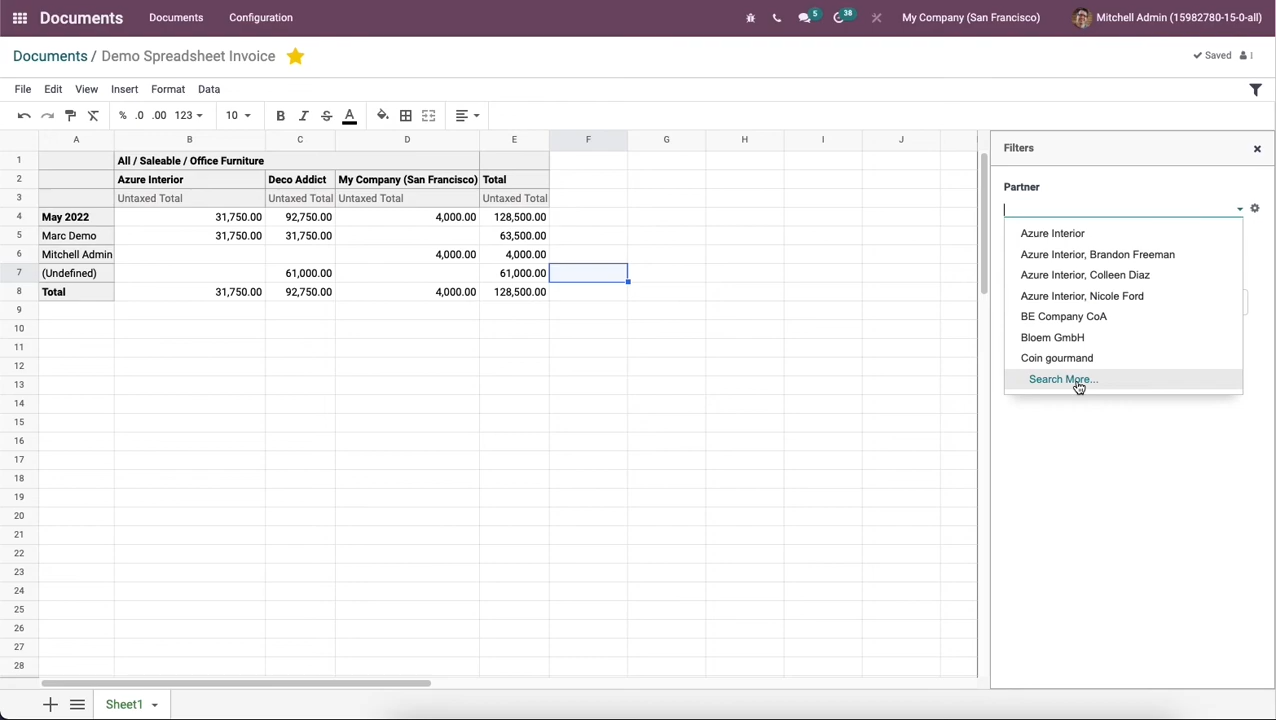 Documents Documents Configuration 5 38 My Company (San Francisco) Mitchell Admin (15982780-15-0-all)
Documents / Demo Spreadsheet Invoice Saved 1
File Edit View Insert Format Data
% .0 .00 123 10 B I S A
A B C D E F G H I J
1 All / Saleable / Office Furniture
2 Azure Interior Deco Addict My Company (San Francisco) Total
3 Untaxed Total Untaxed Total Untaxed Total Untaxed Total
4 May 2022 31,750.00 92,750.00 4,000.00 128,500.00
5 Marc Demo 31,750.00 31,750.00 63,500.00
6 Mitchell Admin 4,000.00 4,000.00
7 (Undefined) 61,000.00 61,000.00
8 Total 31,750.00 92,750.00 4,000.00 128,500.00
9
10
11
12
13
14
15
16
17
18
19
20
21
22
23
24
25
26
27
28
Sheet1
Filters
Partner
Azure Interior
Azure Interior, Brandon Freeman
Azure Interior, Colleen Diaz
Azure Interior, Nicole Ford
BE Company CoA
Bloem GmbH
Coin gourmand
Search More...